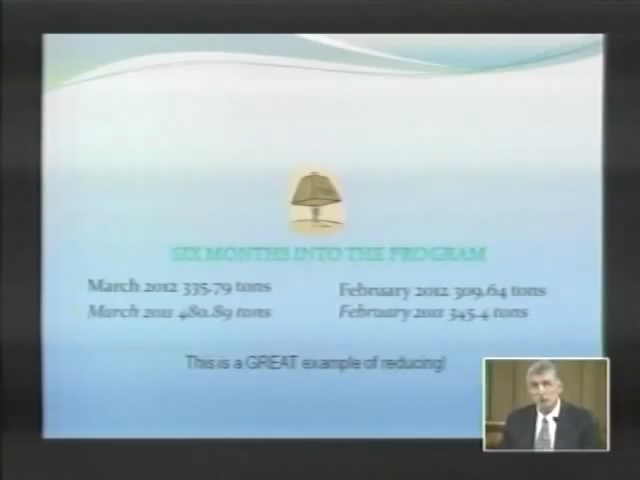 SIX MONTHS INTO THE PROGRAM
March 2012 335.79 tons
March 2011 480.89 tons
February 2012 309.64 tons
February 2011 345.4 tons
This is a GREAT example of reducing!